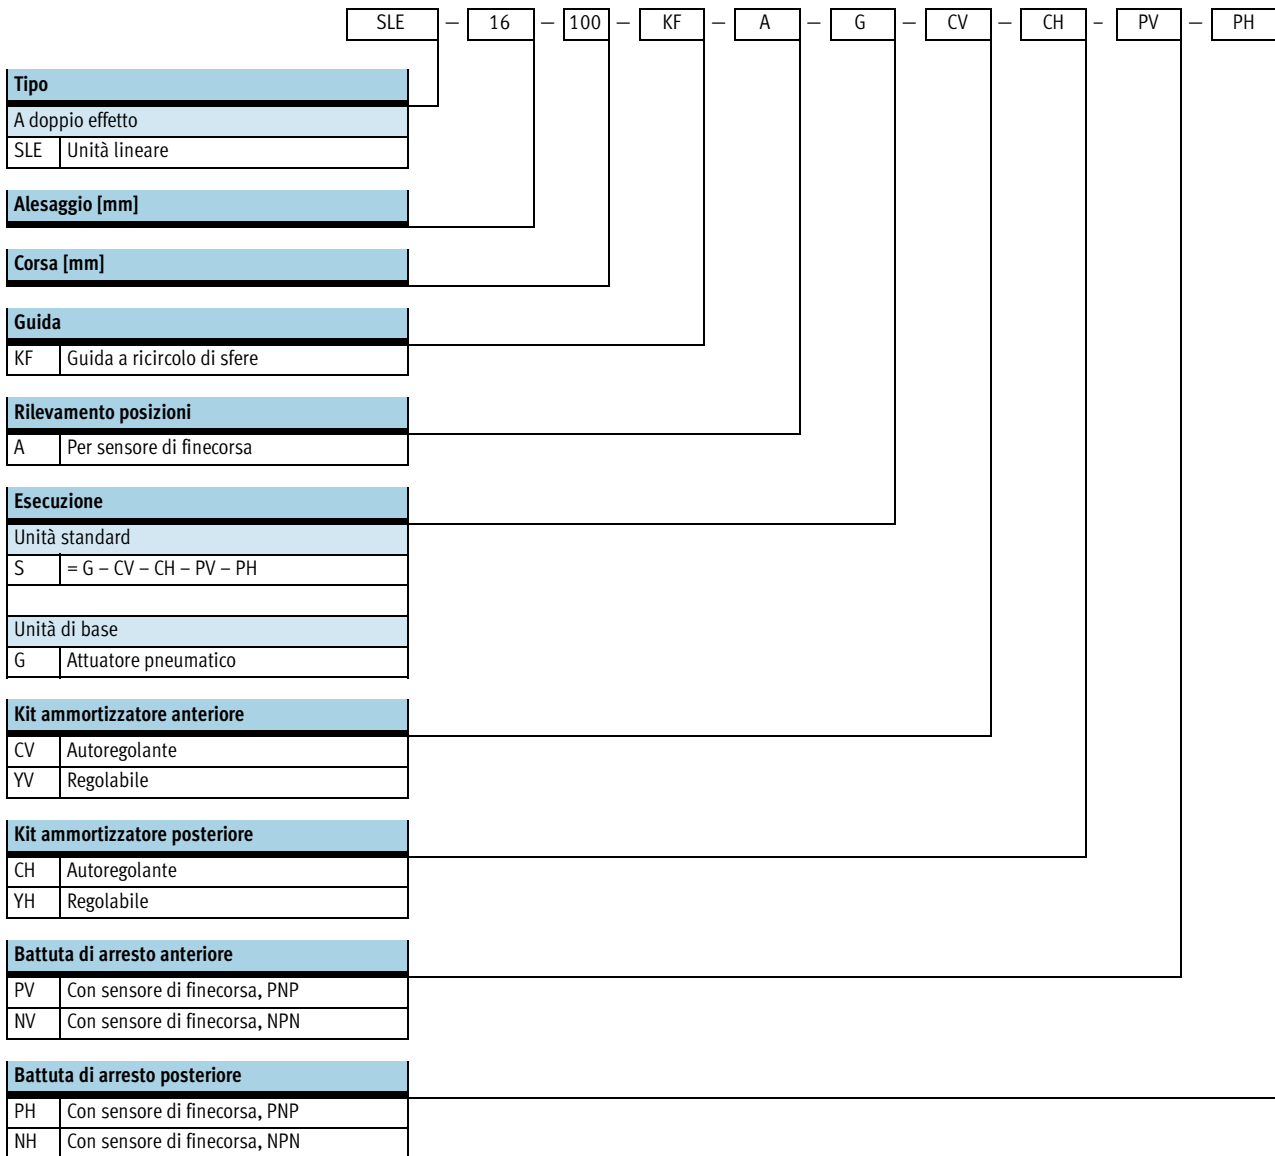 SLE – 16 – 100 – KF – A – G – CV – CH – PV – PH
Tipo
A doppio effetto
SLE Unità lineare
Alesaggio [mm]
Corsa [mm]
Guida
KF Guida a ricircolo di sfere
Rilevamento posizioni
A Per sensore di finecorsa
Esecuzione
Unità standard
S = G – CV – CH – PV – PH
Unità di base
G Attuatore pneumatico
Kit ammortizzatore anteriore
CV Autoregolante
YV Regolabile
Kit ammortizzatore posteriore
CH Autoregolante
YH Regolabile
Battuta di arresto anteriore
PV Con sensore di finecorsa, PNP
NV Con sensore di finecorsa, NPN
Battuta di arresto posteriore
PH Con sensore di finecorsa, PNP
NH Con sensore di finecorsa, NPN